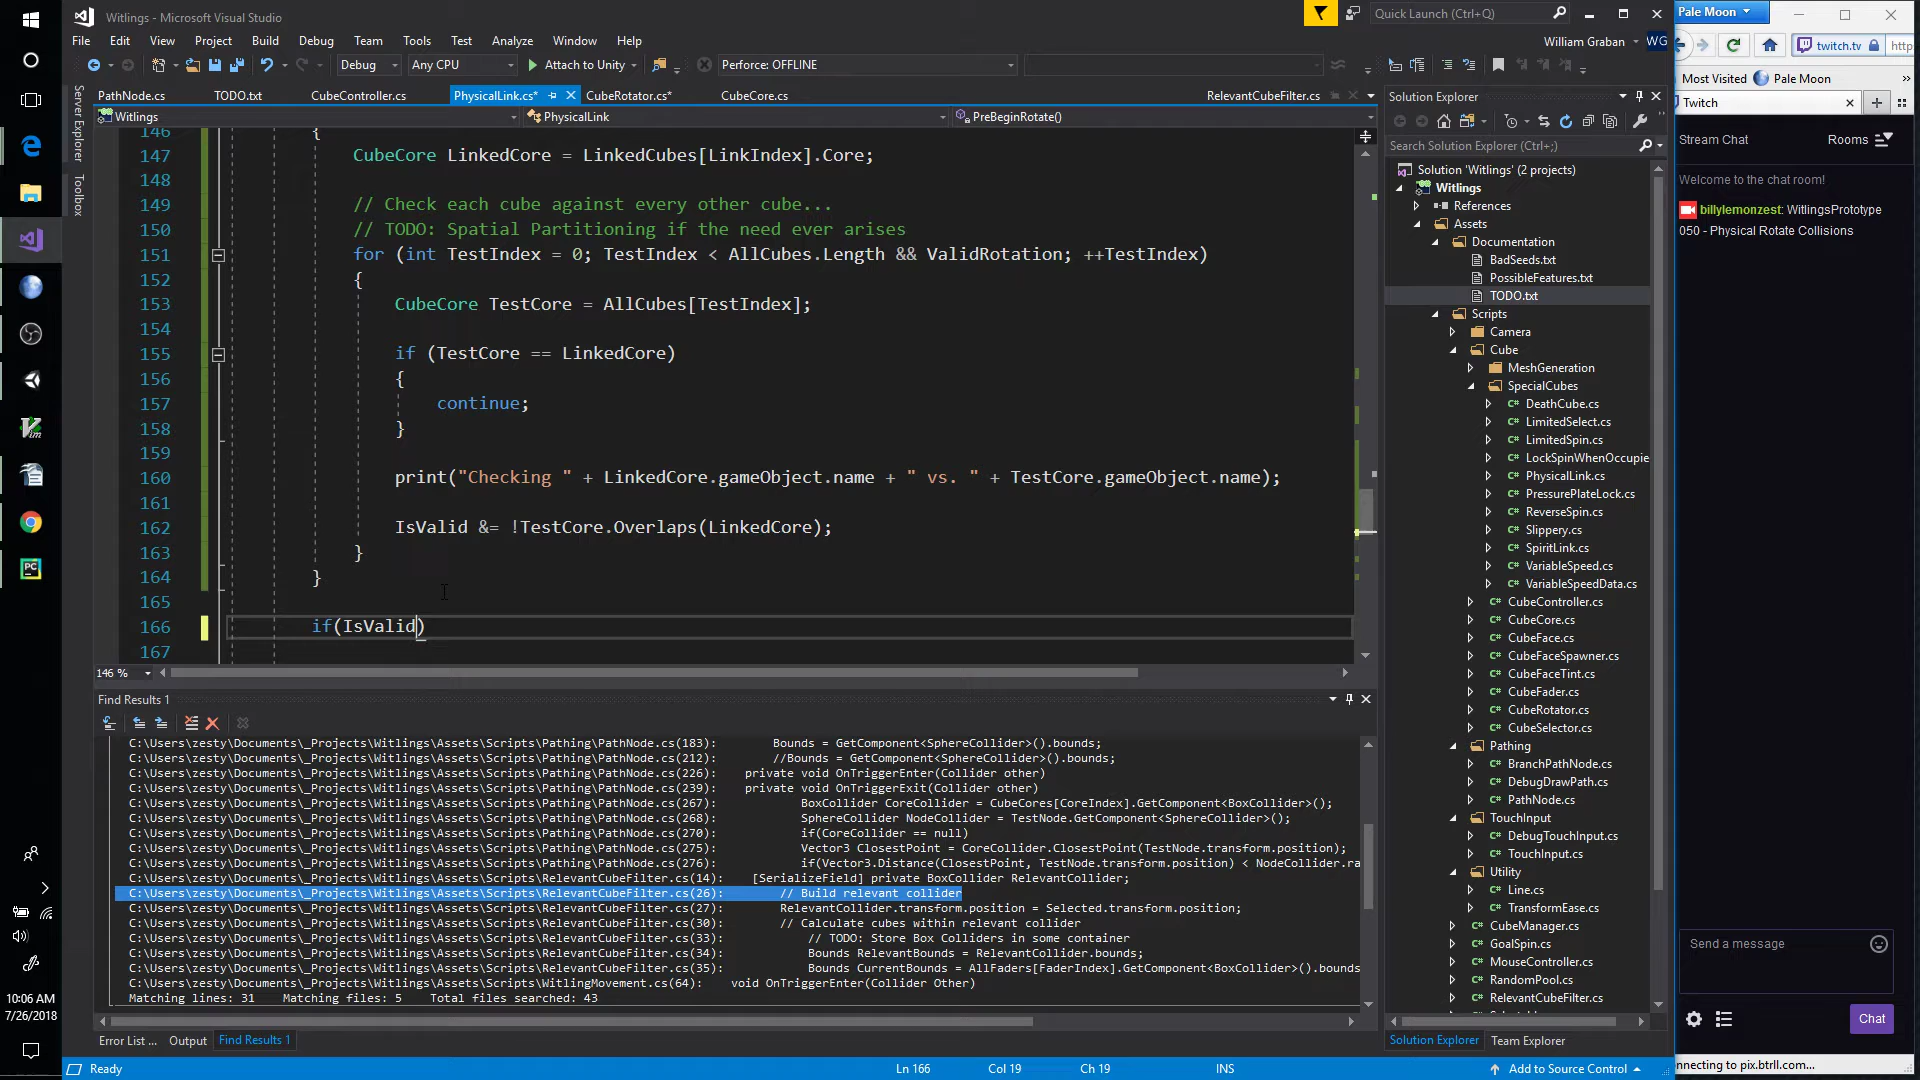 Witlings - Microsoft Visual Studio
Quick Launch (Ctrl+Q)
File Edit View Project Build Debug Team Tools Test Analyze Window Help
William Graban WG
Debug Any CPU Attach to Unity Perforce: OFFLINE
PathNode.cs TODO.txt CubeController.cs PhysicalLink.cs* CubeRotator.cs* CubeCore.cs RelevantCubeFilter.cs
Witlings PhysicalLink PreBeginRotate()
Server Explorer
Toolbox
146 {
147 CubeCore LinkedCore = LinkedCubes[LinkIndex].Core;
148
149 // Check each cube against every other cube...
150 // TODO: Spatial Partitioning if the need ever arises
151 for (int TestIndex = 0; TestIndex < AllCubes.Length && ValidRotation; ++TestIndex)
152 {
153 CubeCore TestCore = AllCubes[TestIndex];
154
155 if (TestCore == LinkedCore)
156 {
157 continue;
158 }
159
160 print("Checking " + LinkedCore.gameObject.name + " vs. " + TestCore.gameObject.name);
161
162 IsValid &= !TestCore.Overlaps(LinkedCore);
163 }
164 }
165
166 if(IsValid)
167
146 %
Find Results 1
C:\Users\zesty\Documents\_Projects\Witlings\Assets\Scripts\Pathing\PathNode.cs(183): Bounds = GetComponent<SphereCollider>().bounds;
C:\Users\zesty\Documents\_Projects\Witlings\Assets\Scripts\Pathing\PathNode.cs(212): //Bounds = GetComponent<SphereCollider>().bounds;
C:\Users\zesty\Documents\_Projects\Witlings\Assets\Scripts\Pathing\PathNode.cs(226): private void OnTriggerEnter(Collider other)
C:\Users\zesty\Documents\_Projects\Witlings\Assets\Scripts\Pathing\PathNode.cs(239): private void OnTriggerExit(Collider other)
C:\Users\zesty\Documents\_Projects\Witlings\Assets\Scripts\Pathing\PathNode.cs(267): BoxCollider CoreCollider = CubeCores[CoreIndex].GetComponent<BoxCollider>();
C:\Users\zesty\Documents\_Projects\Witlings\Assets\Scripts\Pathing\PathNode.cs(268): SphereCollider NodeCollider = TestNode.GetComponent<SphereCollider>();
C:\Users\zesty\Documents\_Projects\Witlings\Assets\Scripts\Pathing\PathNode.cs(270): if(CoreCollider == null)
C:\Users\zesty\Documents\_Projects\Witlings\Assets\Scripts\Pathing\PathNode.cs(275): Vector3 ClosestPoint = CoreCollider.ClosestPoint(TestNode.transform.position);
C:\Users\zesty\Documents\_Projects\Witlings\Assets\Scripts\Pathing\PathNode.cs(276): if(Vector3.Distance(ClosestPoint, TestNode.transform.position) < NodeCollider.ra
C:\Users\zesty\Documents\_Projects\Witlings\Assets\Scripts\RelevantCubeFilter.cs(14): [SerializeField] private BoxCollider RelevantCollider;
C:\Users\zesty\Documents\_Projects\Witlings\Assets\Scripts\RelevantCubeFilter.cs(26): // Build relevant collider
C:\Users\zesty\Documents\_Projects\Witlings\Assets\Scripts\RelevantCubeFilter.cs(27): RelevantCollider.transform.position = Selected.transform.position;
C:\Users\zesty\Documents\_Projects\Witlings\Assets\Scripts\RelevantCubeFilter.cs(30): // Calculate cubes within relevant collider
C:\Users\zesty\Documents\_Projects\Witlings\Assets\Scripts\RelevantCubeFilter.cs(33): // TODO: Store Box Colliders in some container
C:\Users\zesty\Documents\_Projects\Witlings\Assets\Scripts\RelevantCubeFilter.cs(34): Bounds RelevantBounds = RelevantCollider.bounds;
C:\Users\zesty\Documents\_Projects\Witlings\Assets\Scripts\RelevantCubeFilter.cs(35): Bounds CurrentBounds = AllFaders[FaderIndex].GetComponent<BoxCollider>().bounds
C:\Users\zesty\Documents\_Projects\Witlings\Assets\Scripts\WitlingMovement.cs(64): void OnTriggerEnter(Collider Other)
Matching lines: 31 Matching files: 5 Total files searched: 43
Error List ... Output Find Results 1
Ready Ln 166 Col 19 Ch 19 INS Add to Source Control
Solution Explorer
Search Solution Explorer (Ctrl+;)
Solution 'Witlings' (2 projects)
Witlings
References
Assets
Documentation
BadSeeds.txt
PossibleFeatures.txt
TODO.txt
Scripts
Camera
Cube
MeshGeneration
SpecialCubes
DeathCube.cs
LimitedSelect.cs
LimitedSpin.cs
LockSpinWhenOccupie
PhysicalLink.cs
PressurePlateLock.cs
ReverseSpin.cs
Slippery.cs
SpiritLink.cs
VariableSpeed.cs
VariableSpeedData.cs
CubeController.cs
CubeCore.cs
CubeFace.cs
CubeFaceSpawner.cs
CubeFaceTint.cs
CubeFader.cs
CubeRotator.cs
CubeSelector.cs
Pathing
BranchPathNode.cs
DebugDrawPath.cs
PathNode.cs
TouchInput
DebugTouchInput.cs
TouchInput.cs
Utility
Line.cs
TransformEase.cs
CubeManager.cs
GoalSpin.cs
MouseController.cs
RandomPool.cs
RelevantCubeFilter.cs
Solution Explorer Team Explorer
Pale Moon
twitch.tv http
Most Visited Pale Moon
Twitch
Stream Chat Rooms
Welcome to the chat room!
billylemonzest: WitlingsPrototype
050 - Physical Rotate Collisions
Send a message
Chat
nnecting to pix.btrll.com...
10:06 AM
7/26/2018